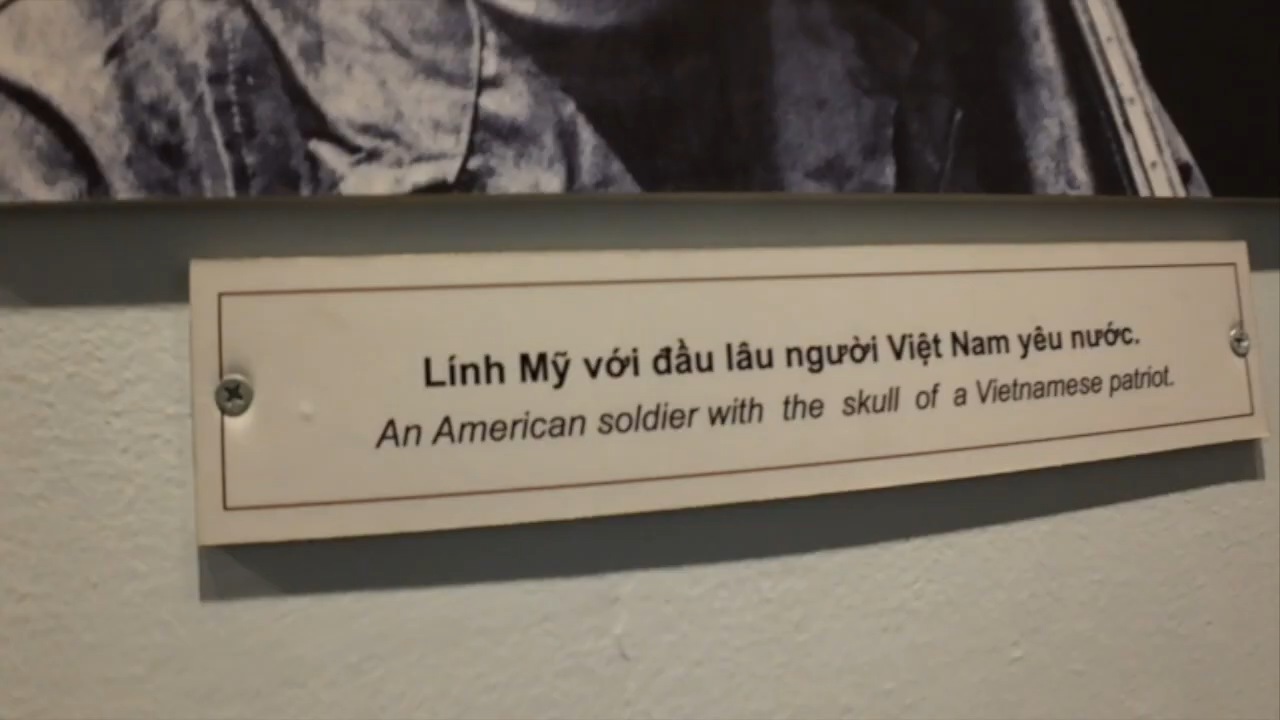 Lính Mỹ với đầu lâu người Việt Nam yêu nước.
An American soldier with the skull of a Vietnamese patriot.